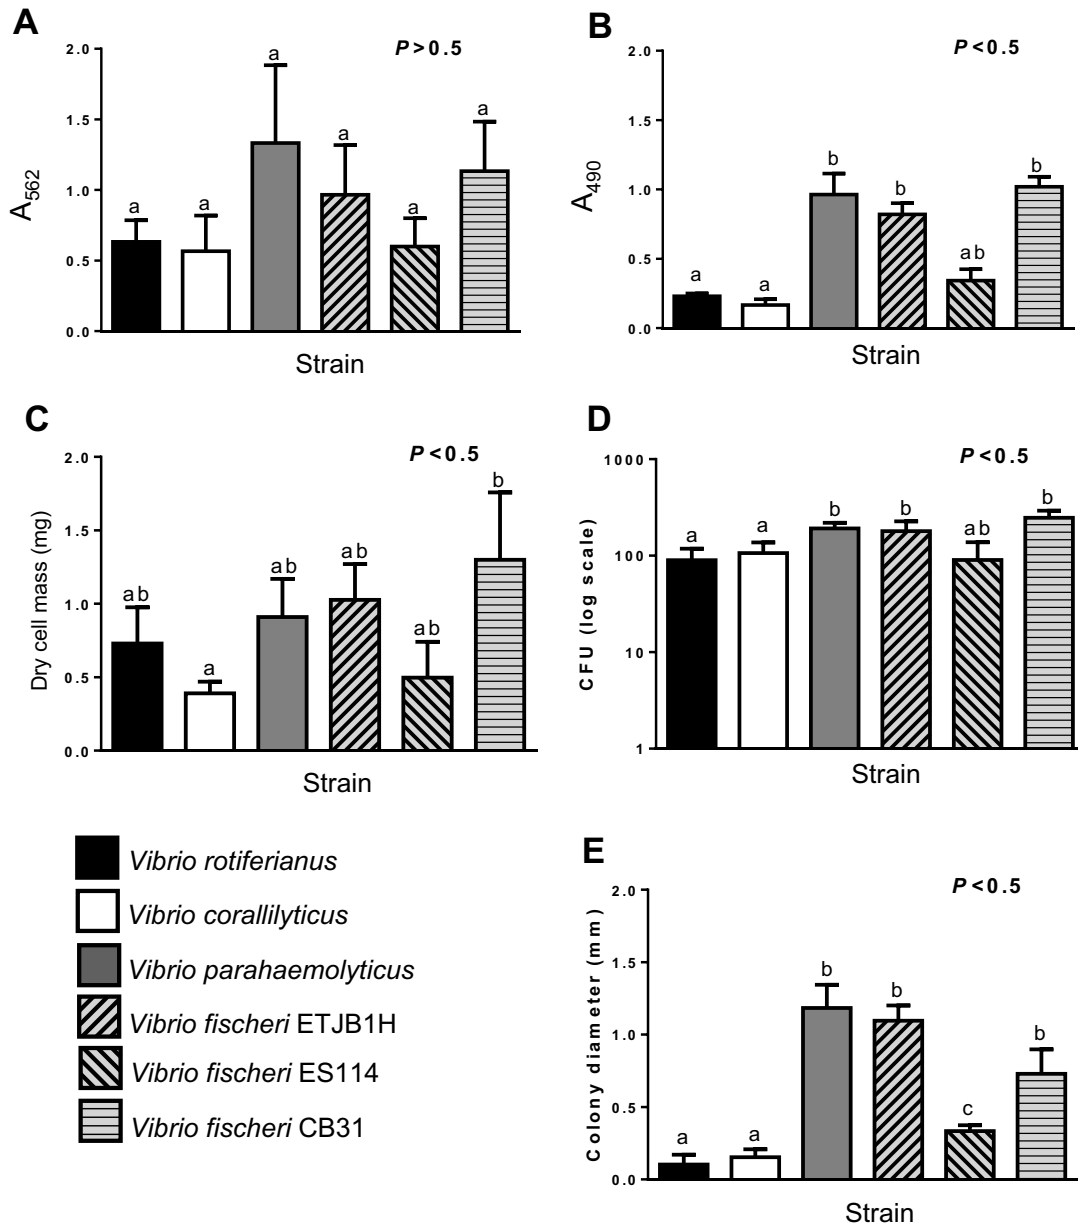 A
P>0.5
A562
2.0
1.5
1.0
0.5
0.0
a
a
a
a
a
a
Strain
B
P<0.5
A490
2.0
1.5
1.0
0.5
0.0
a
a
b
b
ab
b
Strain
C
P<0.5
Dry cell mass (mg)
2.0
1.5
1.0
0.5
0.0
ab
a
ab
ab
ab
b
Strain
D
P<0.5
CFU (log scale)
1000
100
10
1
a
a
b
b
ab
b
Strain
Vibrio rotiferianus
Vibrio corallilyticus
Vibrio parahaemolyticus
Vibrio fischeri ETJB1H
Vibrio fischeri ES114
Vibrio fischeri CB31
E
P<0.5
Colony diameter (mm)
2.0
1.5
1.0
0.5
0.0
a
a
b
b
c
b
Strain